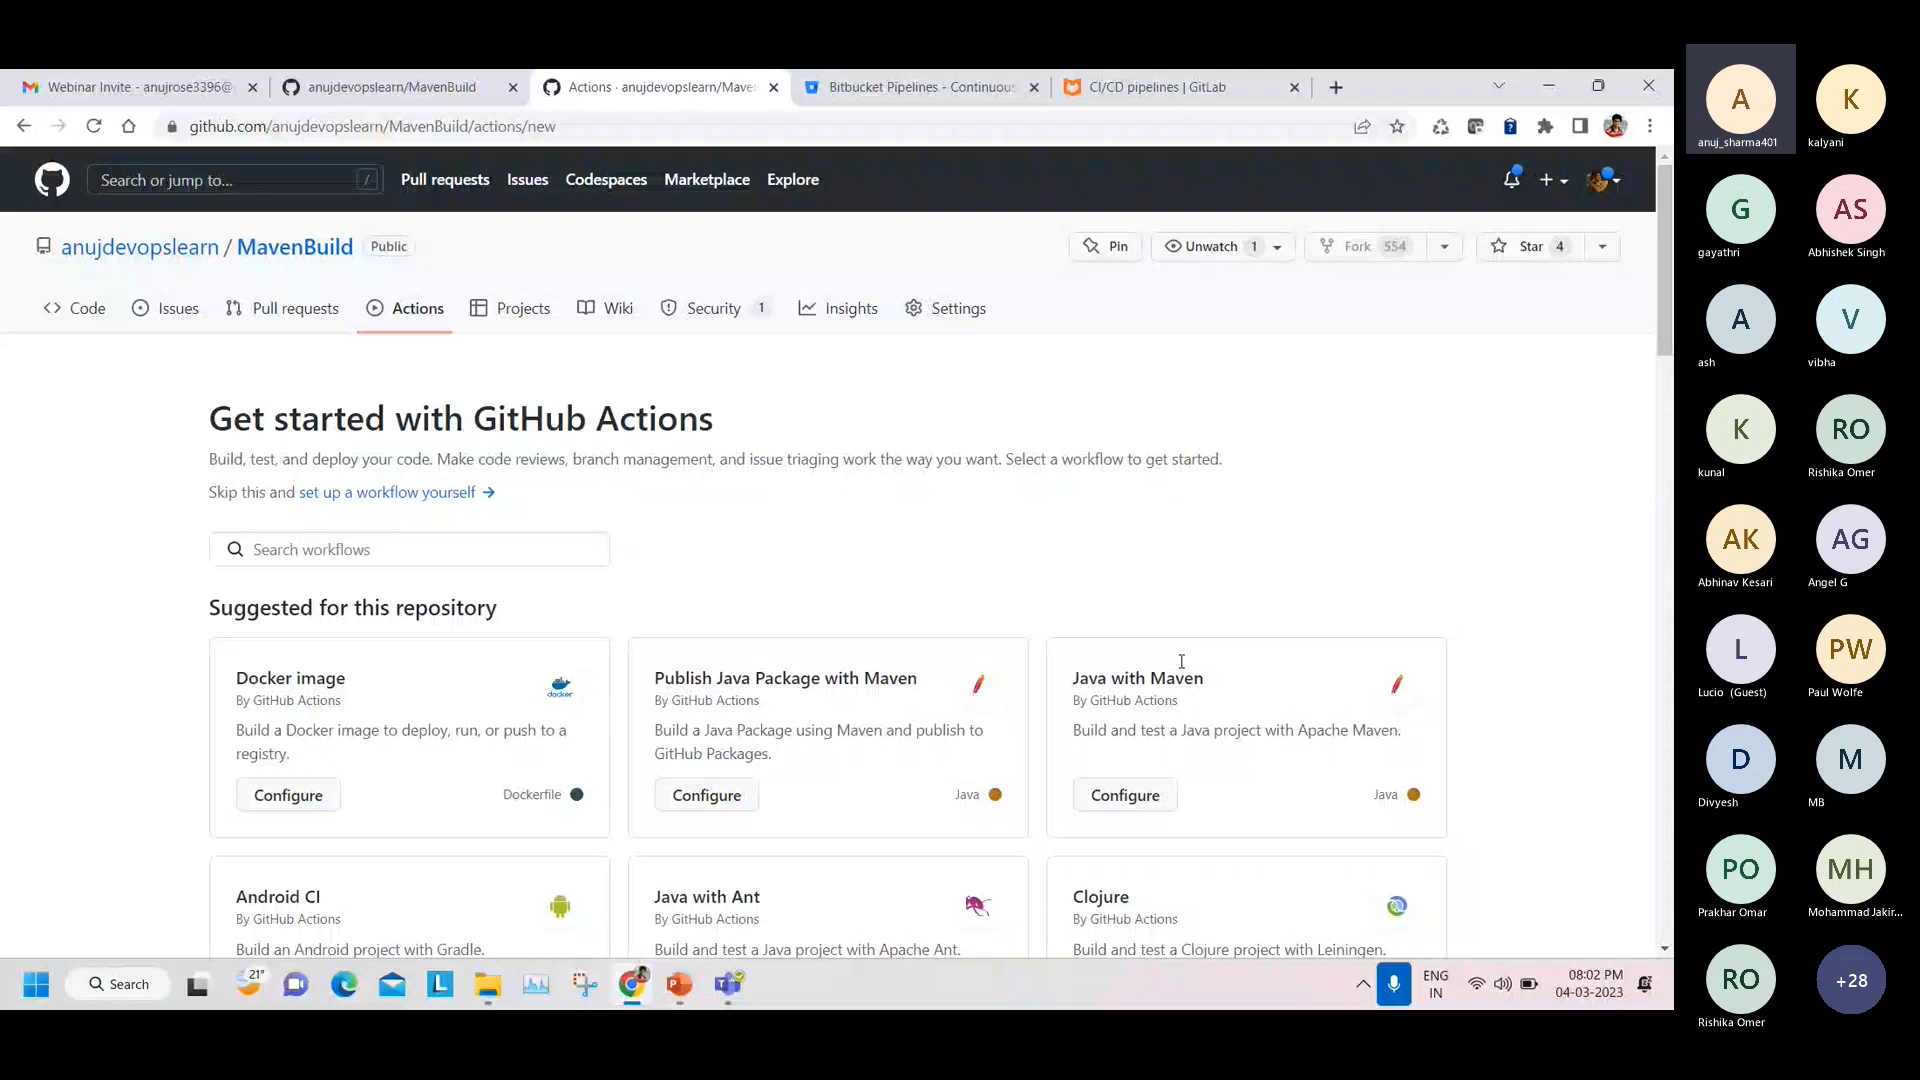 Webinar Invite - anujrose3396@
anujdevopslearn/MavenBuild
Actions · anujdevopslearn/Maven
Bitbucket Pipelines - Continuous
CI/CD pipelines | GitLab
github.com/anujdevopslearn/MavenBuild/actions/new
Search or jump to...
/
Pull requests
Issues
Codespaces
Marketplace
Explore
anujdevopslearn / MavenBuild
Public
Pin
Unwatch 1
Fork 554
Star 4
Code
Issues
Pull requests
Actions
Projects
Wiki
Security 1
Insights
Settings
Get started with GitHub Actions
Build, test, and deploy your code. Make code reviews, branch management, and issue triaging work the way you want. Select a workflow to get started.
Skip this and set up a workflow yourself →
Search workflows
Suggested for this repository
Docker image
By GitHub Actions
Build a Docker image to deploy, run, or push to a
registry.
Configure
Dockerfile
docker
Publish Java Package with Maven
By GitHub Actions
Build a Java Package using Maven and publish to
GitHub Packages.
Configure
Java
Java with Maven
By GitHub Actions
Build and test a Java project with Apache Maven.
Configure
Java
Android CI
By GitHub Actions
Build an Android project with Gradle.
Java with Ant
By GitHub Actions
Build and test a Java project with Apache Ant.
Clojure
By GitHub Actions
Build and test a Clojure project with Leiningen.
Search
21°
L
ENG
IN
08:02 PM
04-03-2023
A
anuj_sharma401
K
kalyani
G
gayathri
AS
Abhishek Singh
A
ash
V
vibha
K
kunal
RO
Rishika Omer
AK
Abhinav Kesari
AG
Angel G
L
Lucio (Guest)
PW
Paul Wolfe
D
Divyesh
M
MB
PO
Prakhar Omar
MH
Mohammad Jakir...
RO
Rishika Omer
+28